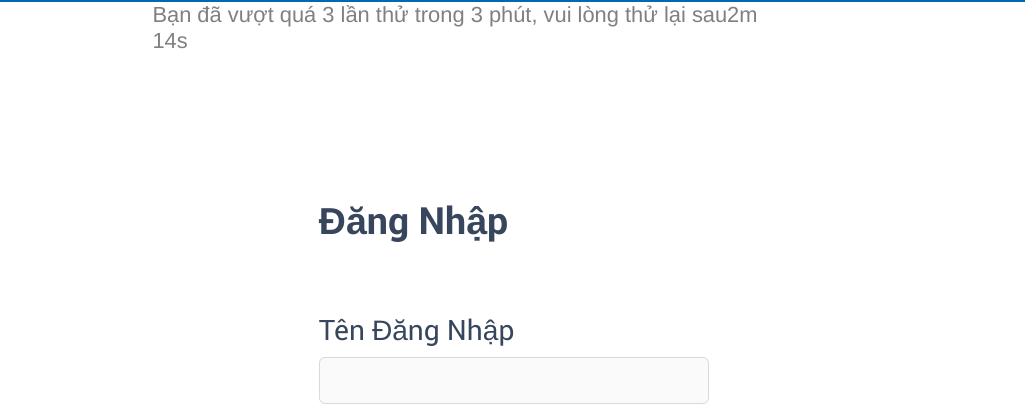 Bạn đã vượt quá 3 lần thử trong 3 phút, vui lòng thử lại sau2m
14s
Đăng Nhập
Tên Đăng Nhập